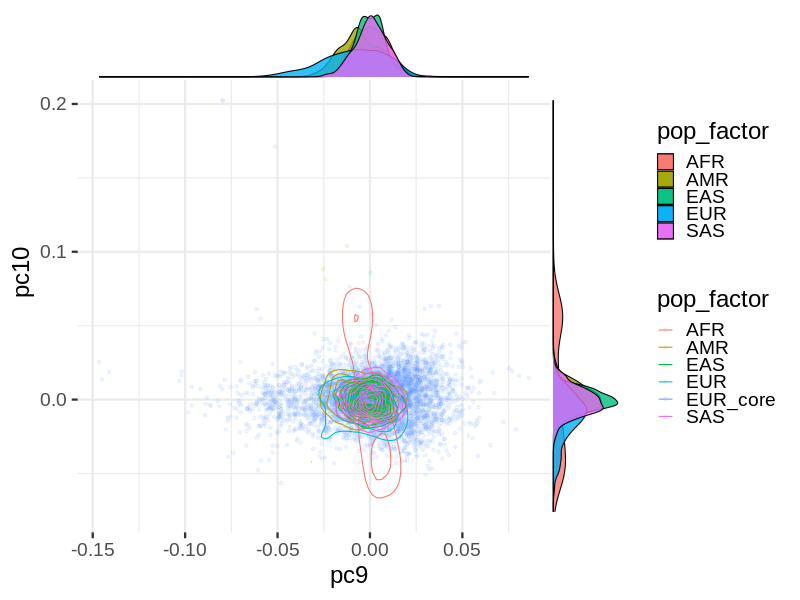 0.2
0.1
0.0
pc10
-0.15
-0.10
-0.05
0.00
0.05
pc9
pop_factor
AFR
AMR
EAS
EUR
SAS
pop_factor
AFR
AMR
EAS
EUR
EUR_core
SAS